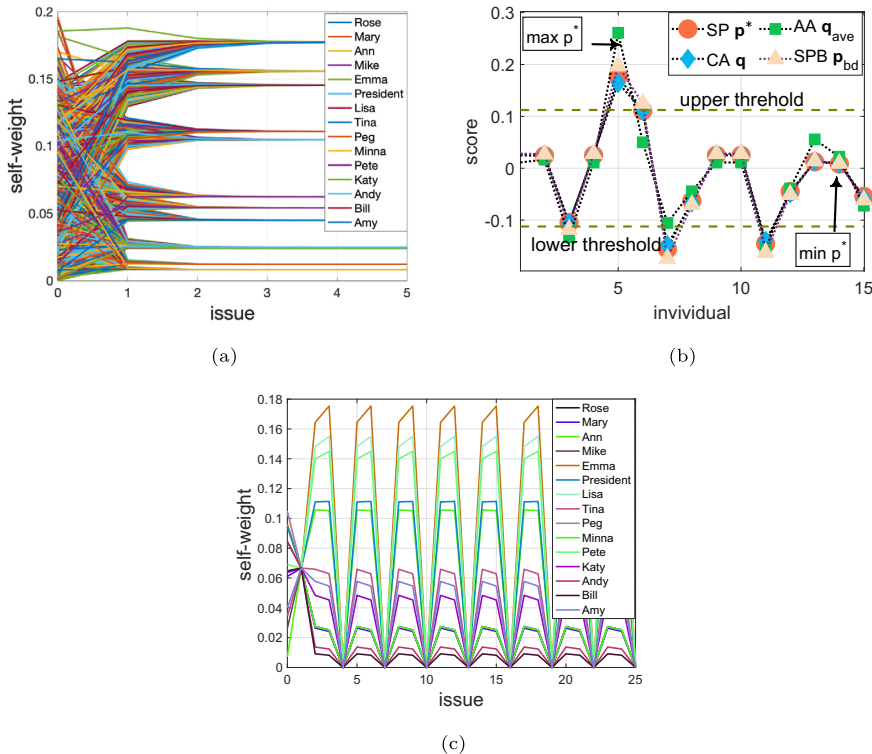 0.2
0.15
0.1
0.05
0
self-weight
0 1 2 3 4 5
issue
Rose
Mary
Ann
Mike
Emma
President
Lisa
Tina
Peg
Minna
Pete
Katy
Andy
Bill
Amy
(a)
max p*
SP p*
AA q_ave
CA q
SPB p_bd
0.3
0.2
0.1
0
-0.1
score
upper threhold
lower threshold
min p*
5 10 15
invividual
(b)
0.18
0.16
0.14
0.12
0.1
0.08
0.06
0.04
0.02
0
self-weight
0 5 10 15 20 25
issue
Rose
Mary
Ann
Mike
Emma
President
Lisa
Tina
Peg
Minna
Pete
Katy
Andy
Bill
Amy
(c)